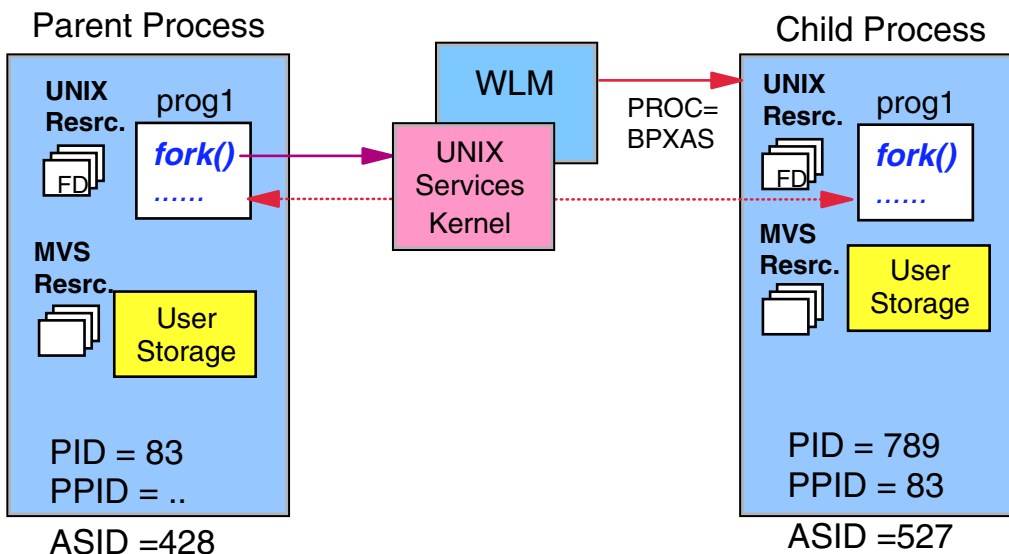 Parent Process
UNIX
Resrc.
prog1
fork()
......
FD
MVS
Resrc.
User
Storage
PID = 83
PPID = ..
ASID =428
WLM
UNIX
Services
Kernel
PROC=
BPXAS
Child Process
UNIX
Resrc.
prog1
fork()
......
FD
MVS
Resrc.
User
Storage
PID = 789
PPID = 83
ASID =527